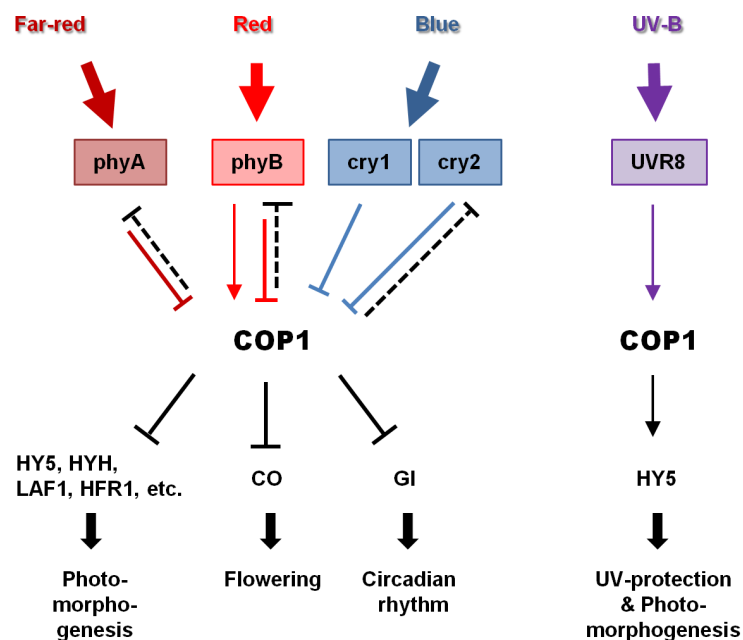 Far-red
Red
Blue
UV-B
phyA
phyB
cry1
cry2
UVR8
COP1
COP1
HY5, HYH,
LAF1, HFR1, etc.
CO
GI
HY5
Photo-
morpho-
genesis
Flowering
Circadian
rhythm
UV-protection
& Photo-
morphogenesis